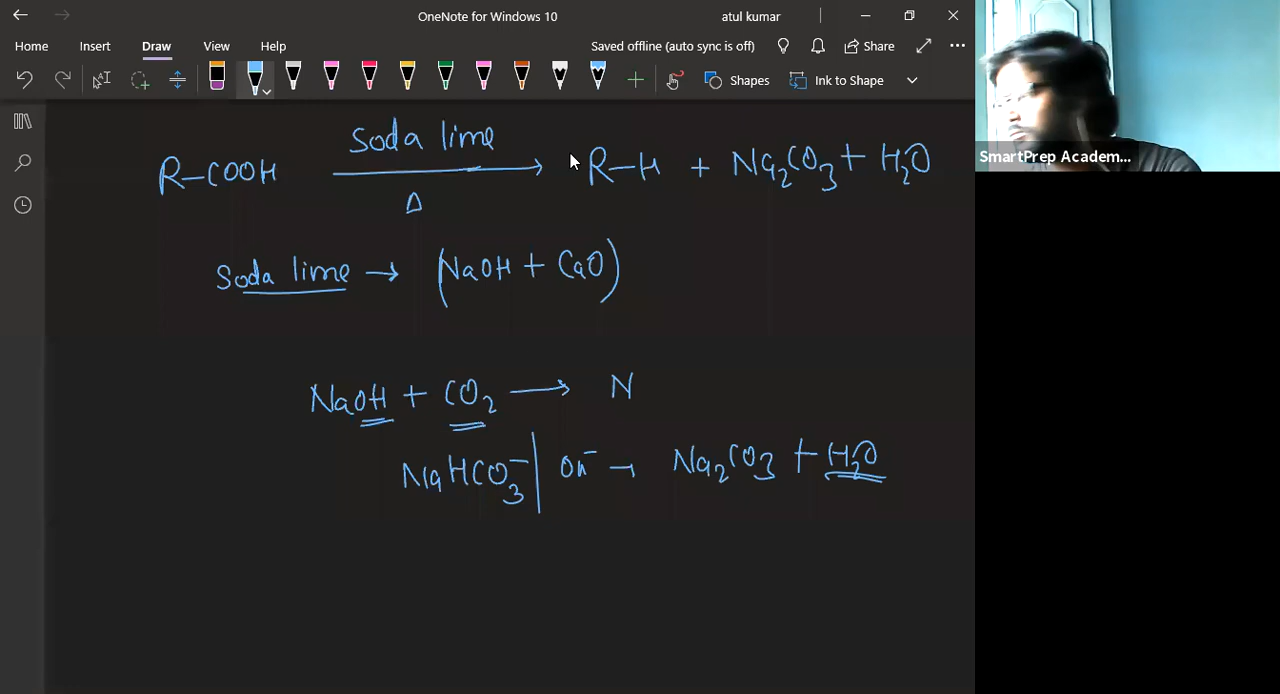 OneNote for Windows 10
atul kumar
Home Insert Draw View Help
Saved offline (auto sync is off)
Share
Shapes
Ink to Shape
Soda lime
R-COOH ⟶ R-H + Na2CO3 + H2O
Δ
Soda lime → (NaOH + CaO)
NaOH + CO2 ⟶ N
NaHCO3⁻ | OH⁻ → Na2CO3 + H2O
SmartPrep Academ...